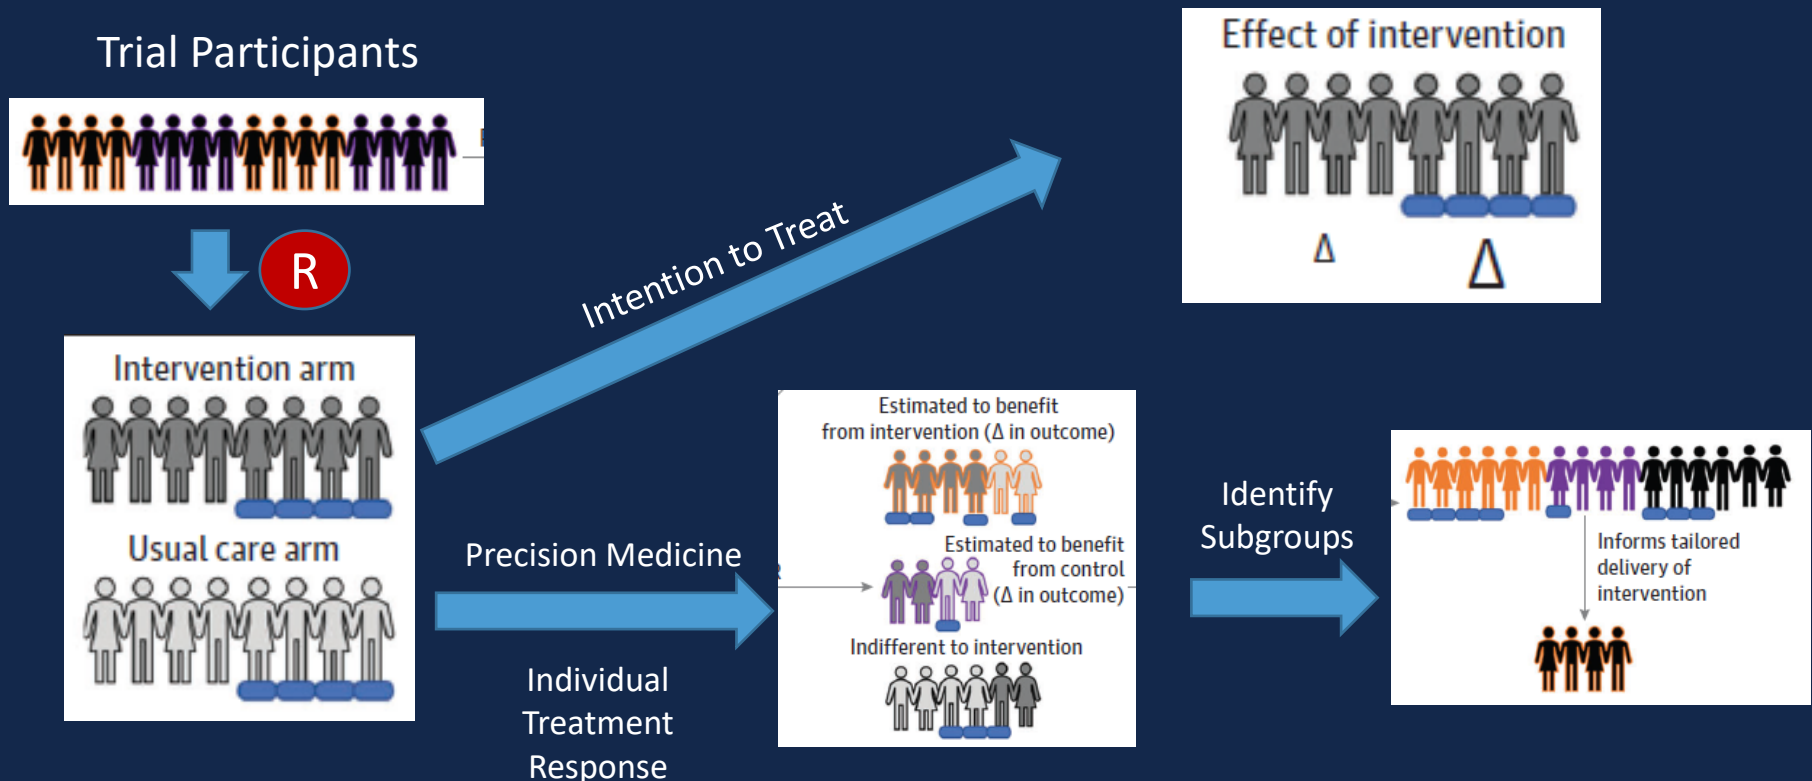 Trial Participants
R
Intervention arm
Usual care arm
Intention to Treat
Effect of intervention
Δ
Δ
Precision Medicine
Individual
Treatment
Response
Estimated to benefit
from intervention (Δ in outcome)
Estimated to benefit
from control
(Δ in outcome)
Indifferent to intervention
Identify
Subgroups
Informs tailored
delivery of
intervention